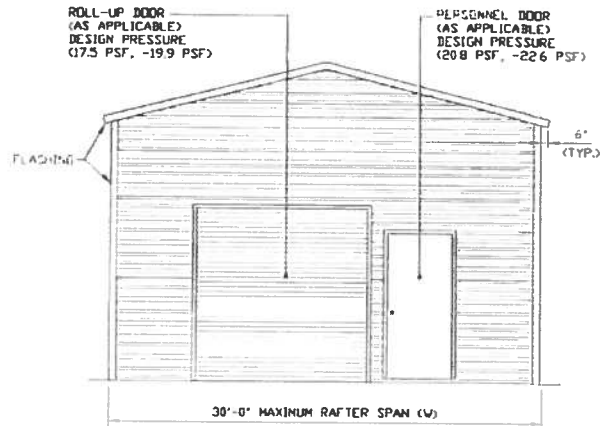 ROLL-UP DOOR
(AS APPLICABLE)
DESIGN PRESSURE
(17.5 PSF, -19.9 PSF)
PERSONNEL DOOR
(AS APPLICABLE)
DESIGN PRESSURE
(20.8 PSF, -22.6 PSF)
6"
(TYP.)
FLASHING
30'-0" MAXIMUM RAFTER SPAN (W)